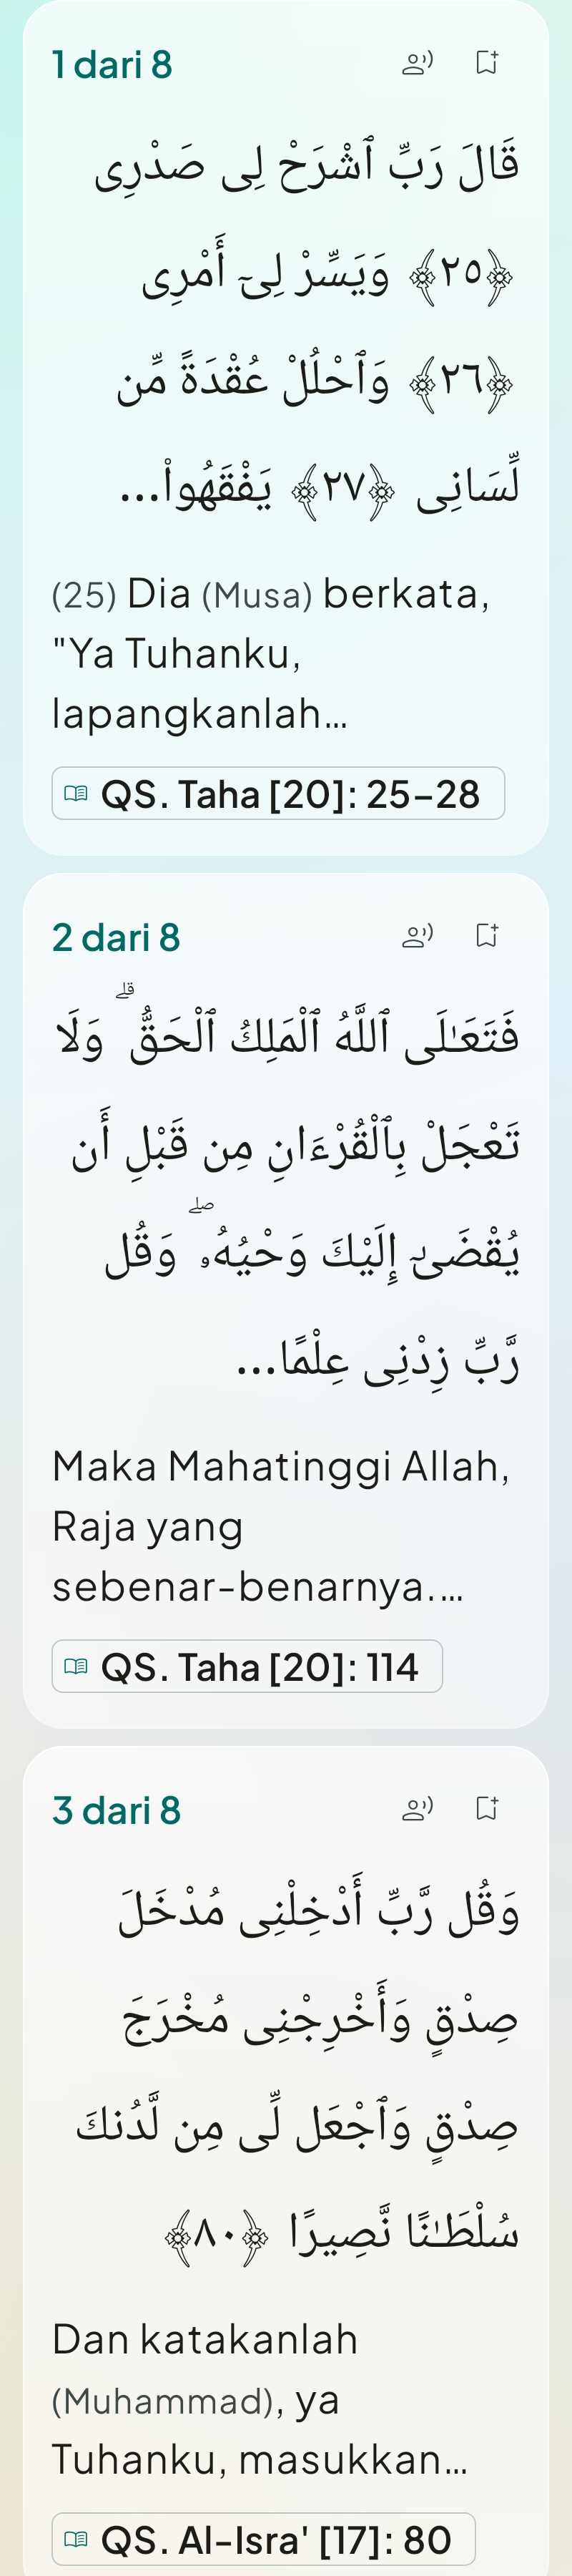 1 dari 8
قَالَ رَبِّ ٱشْرَحْ لِى صَدْرِى
﴿٢٥﴾ وَيَسِّرْ لِىٓ أَمْرِى
﴿٢٦﴾ وَٱحْلُلْ عُقْدَةً مِّن
لِّسَانِى ﴿٢٧﴾ يَفْقَهُوا۟...
(25) Dia (Musa) berkata,
"Ya Tuhanku,
lapangkanlah...
QS. Taha [20]: 25-28
2 dari 8
فَتَعَـٰلَى ٱللَّهُ ٱلْمَلِكُ ٱلْحَقُّ ۗ وَلَا
تَعْجَلْ بِٱلْقُرْءَانِ مِن قَبْلِ أَن
يُقْضَىٰٓ إِلَيْكَ وَحْيُهُۥ ۖ وَقُل
رَّبِّ زِدْنِى عِلْمًا...
Maka Mahatinggi Allah,
Raja yang
sebenar-benarnya....
QS. Taha [20]: 114
3 dari 8
وَقُل رَّبِّ أَدْخِلْنِى مُدْخَلَ
صِدْقٍ وَأَخْرِجْنِى مُخْرَجَ
صِدْقٍ وَٱجْعَل لِّى مِن لَّدُنكَ
سُلْطَـٰنًا نَّصِيرًا ﴿٨٠﴾
Dan katakanlah
(Muhammad), ya
Tuhanku, masukkan...
QS. Al-Isra' [17]: 80